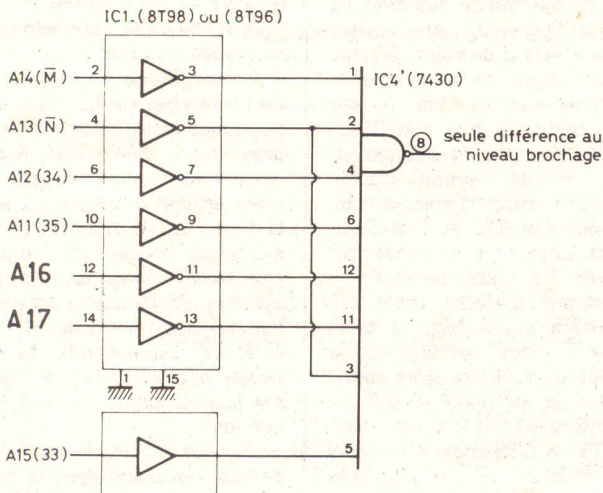 IC1.(8T98) ou (8T96)
A14(M̅) 2 3 1 IC4'(7430)
A13(N̅) 4 5 2
8 seule différence au
niveau brochage
A12(34) 6 7 4
A11(35) 10 9 6
A16 12 11 12
A17 14 13 11
1 15 3
A15(33) 5